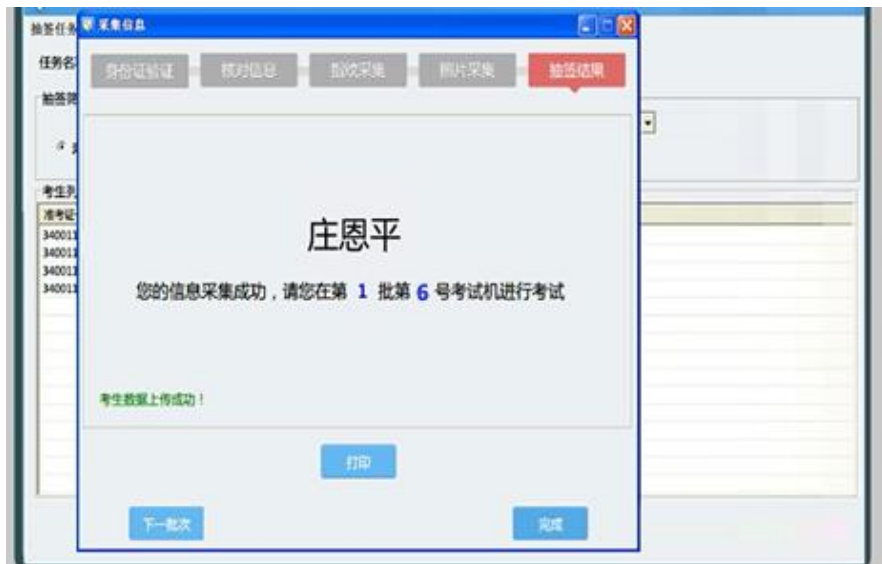 抽签任务
采集信息
任务名
身份证验证 核对信息 指纹采集 照片采集 抽签结果
考生列
准考证
340011
340011
340011
340011
庄恩平
您的信息采集成功，请您在第 1 批第 6 号考试机进行考试
考生数据上传成功！
打印
下一批次 完成